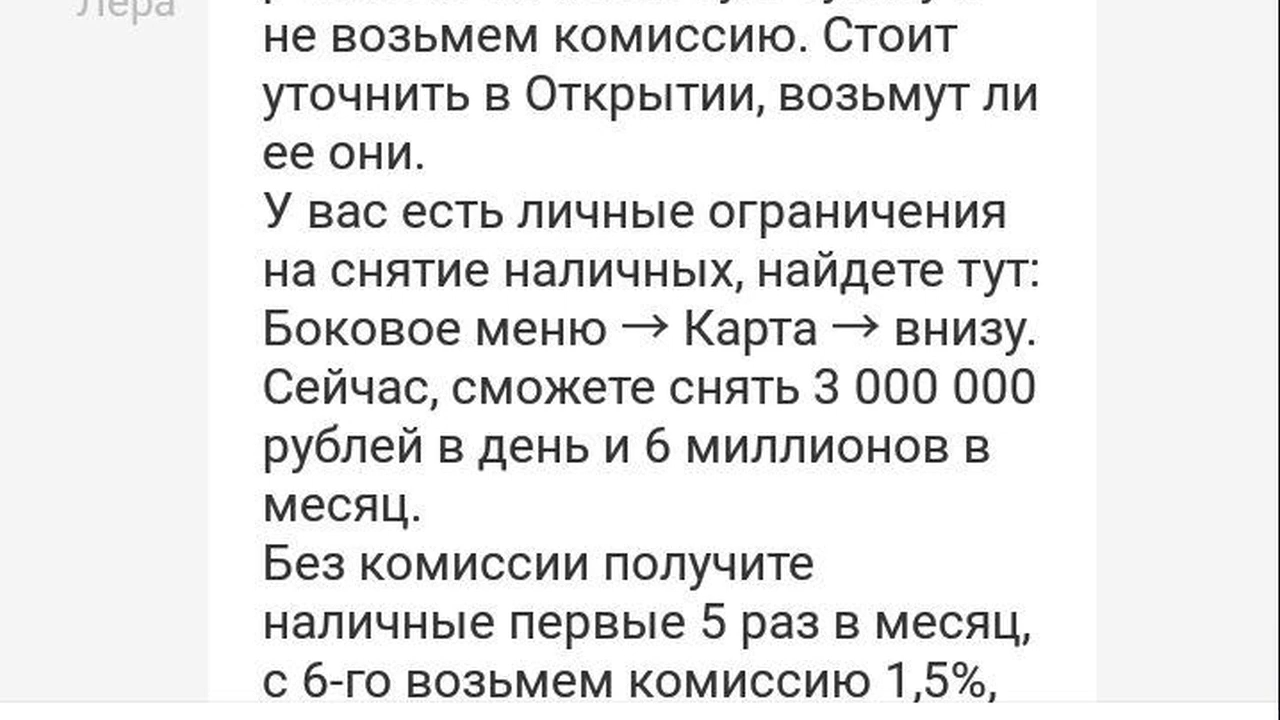 Лера
не возьмем комиссию. Стоит
уточнить в Открытии, возьмут ли
ее они.
У вас есть личные ограничения
на снятие наличных, найдете тут:
Боковое меню → Карта → внизу.
Сейчас, сможете снять 3 000 000
рублей в день и 6 миллионов в
месяц.
Без комиссии получите
наличные первые 5 раз в месяц,
с 6-го возьмем комиссию 1,5%,